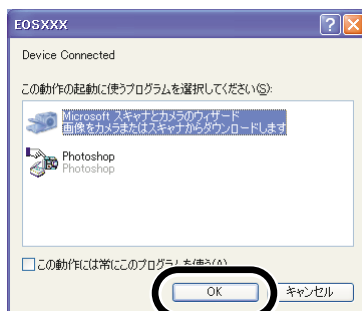 EOSXXX
Device Connected
この動作の起動に使うプログラムを選択してください(S):
Microsoft スキャナとカメラのウィザード
画像をカメラまたはスキャナからダウンロードします
Photoshop
Photoshop
この動作には常にこのプログラムを使う(A)
OK
キャンセル